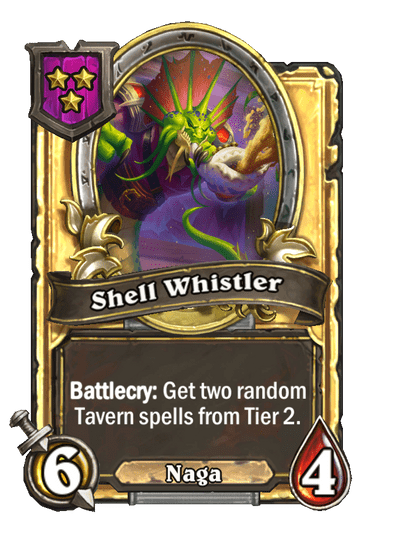 Shell Whistler
Battlecry: Get two random
Tavern spells from Tier 2.
6
Naga
4